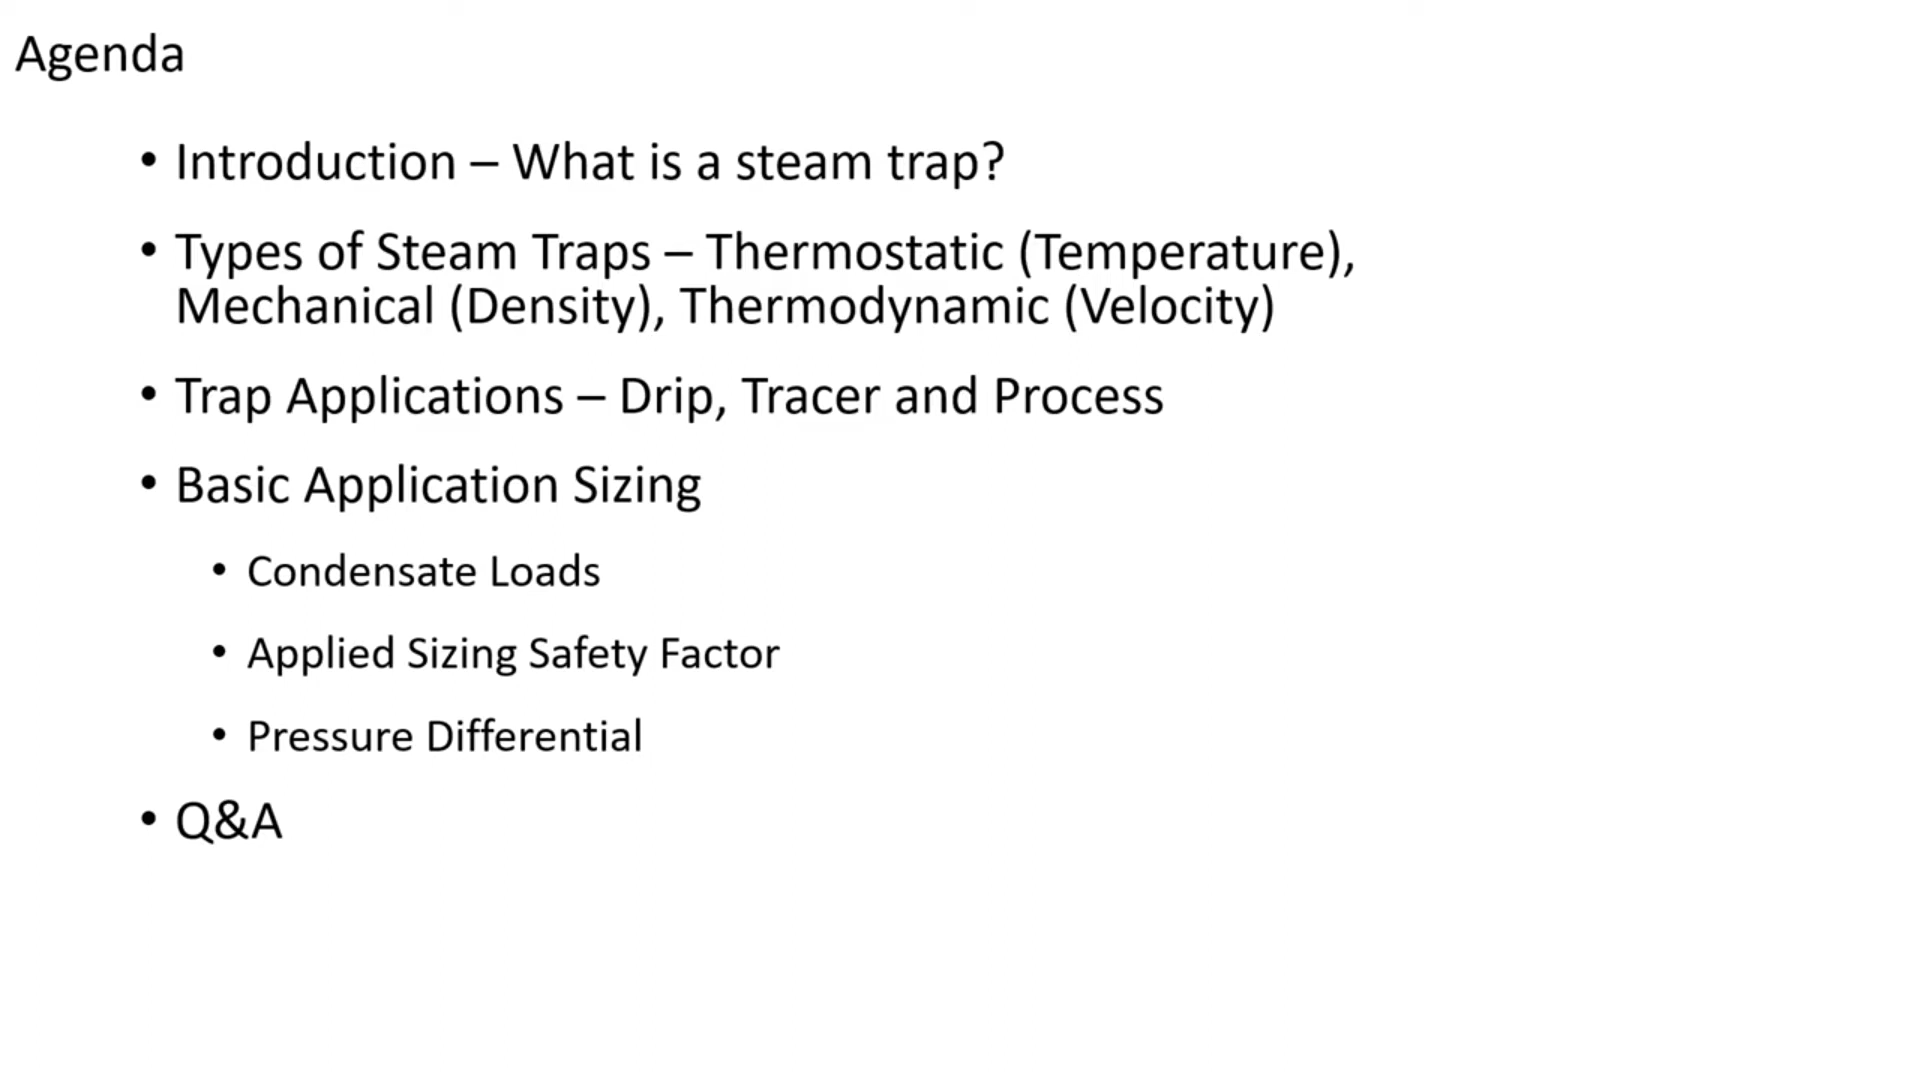 Agenda
• Introduction – What is a steam trap?
• Types of Steam Traps – Thermostatic (Temperature),
Mechanical (Density), Thermodynamic (Velocity)
• Trap Applications – Drip, Tracer and Process
• Basic Application Sizing
• Condensate Loads
• Applied Sizing Safety Factor
• Pressure Differential
• Q&A